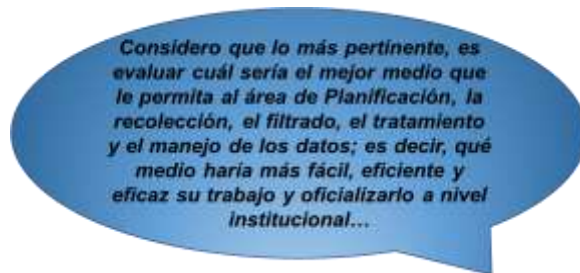 Considero que lo más pertinente, es
evaluar cuál sería el mejor medio que
le permita al área de Planificación, la
recolección, el filtrado, el tratamiento
y el manejo de los datos; es decir, qué
medio haría más fácil, eficiente y
eficaz su trabajo y oficializarlo a nivel
institucional...